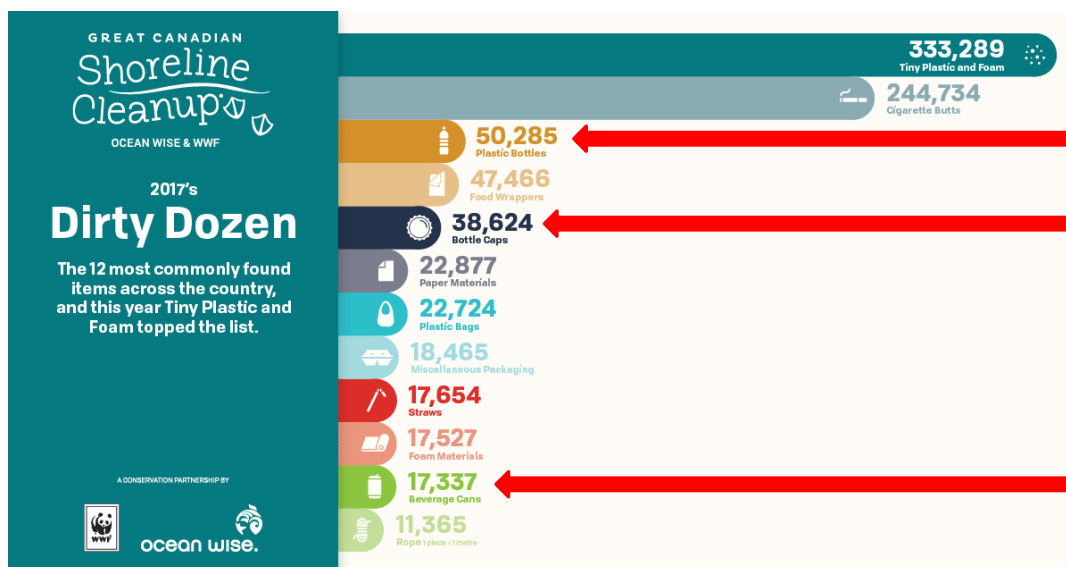 GREAT CANADIAN
Shoreline
Cleanup
OCEAN WISE & WWF
2017's
Dirty Dozen
The 12 most commonly found
items across the country,
and this year Tiny Plastic and
Foam topped the list.
A CONSERVATION PARTNERSHIP BY
WWF
ocean wise.
333,289
Tiny Plastic and Foam
244,734
Cigarette Butts
50,285
Plastic Bottles
47,466
Food Wrappers
38,624
Bottle Caps
22,877
Paper Materials
22,724
Plastic Bags
18,465
Miscellaneous Packaging
17,654
Straws
17,527
Foam Materials
17,337
Beverage Cans
11,365
Rope 1 piece = 1 metre